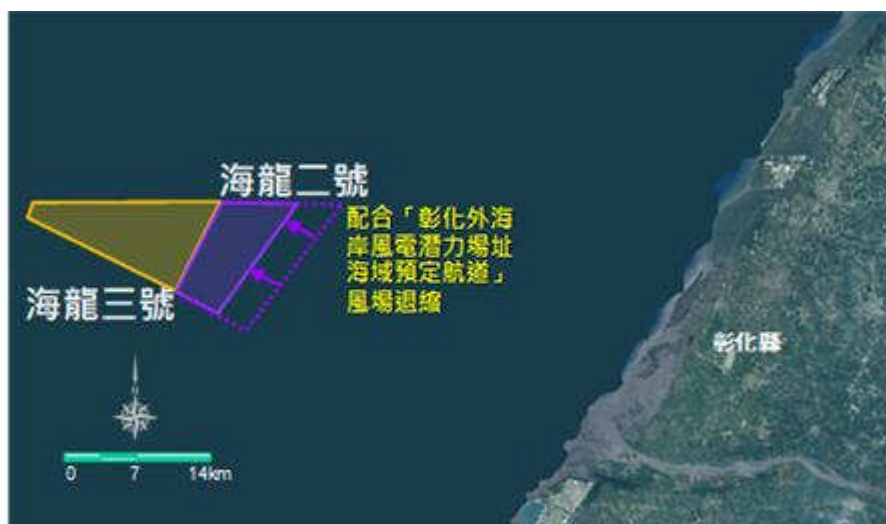 海龍二號
配合「彰化外海
岸風電潛力場址
海域預定航道」
風場退縮
海龍三號
彰化縣
0 7 14km